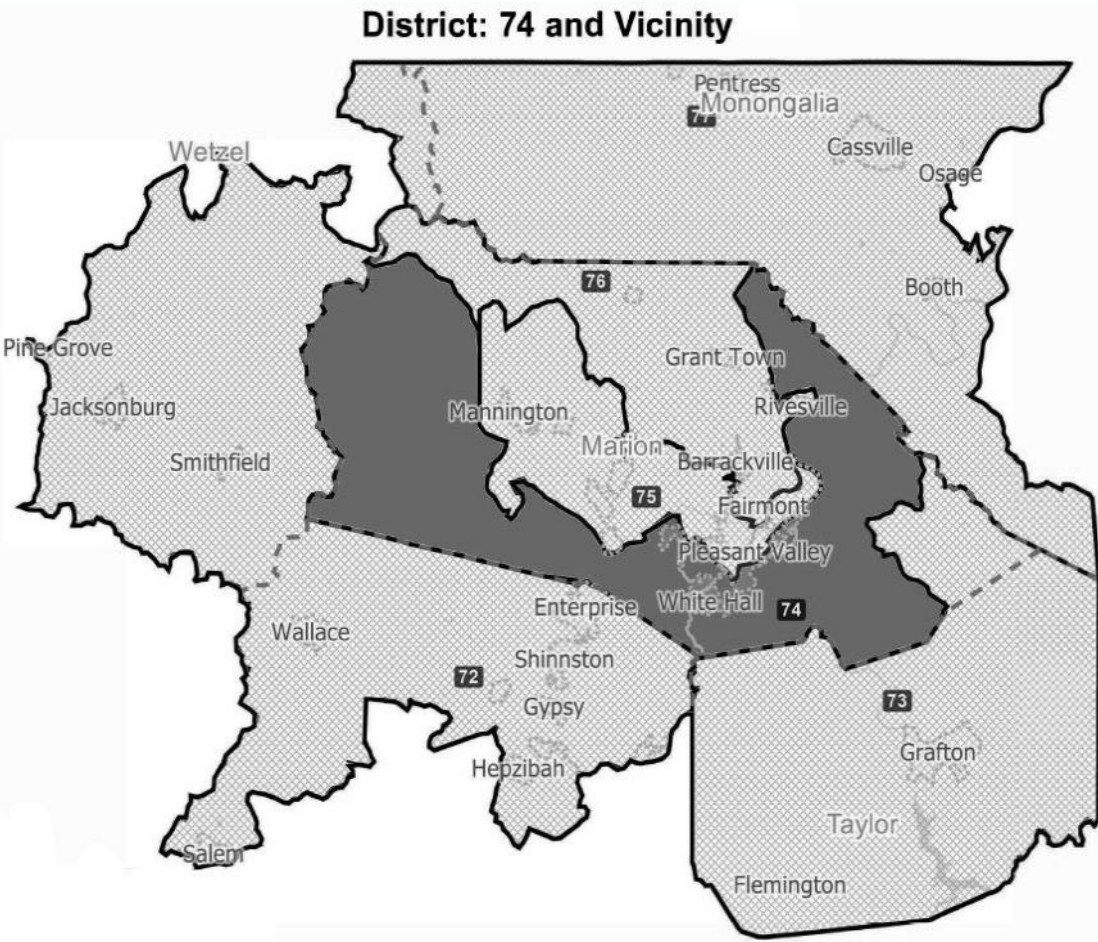 District: 74 and Vicinity
Pentress
Monongalia
77
Cassville
Wetzel
Osage
76
Booth
Pine Grove
Grant Town
Jacksonburg
Mannington
Rivesville
Marion
Smithfield
Barrackville
75
Fairmont
Pleasant Valley
Enterprise
White Hall
74
Wallace
Shinnston
72
Gypsy
73
Grafton
Hepzibah
Taylor
Salem
Flemington